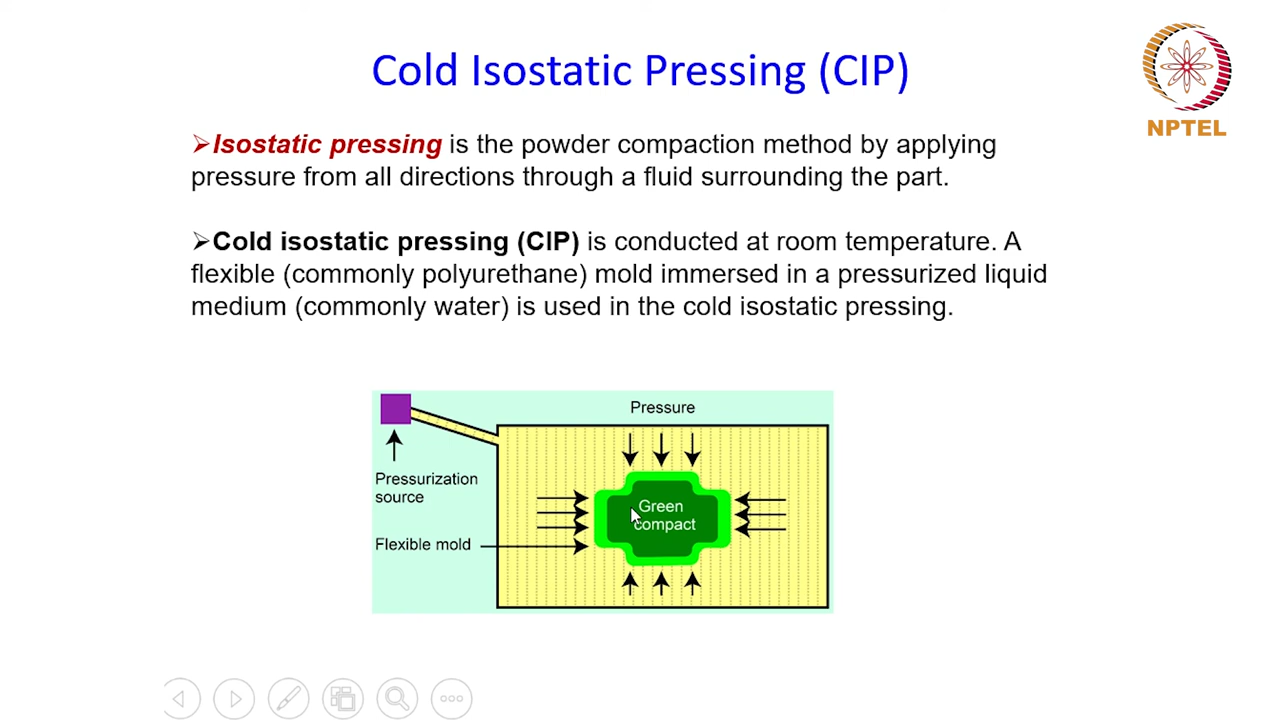 Cold Isostatic Pressing (CIP)
NPTEL
➢Isostatic pressing is the powder compaction method by applying
pressure from all directions through a fluid surrounding the part.
➢Cold isostatic pressing (CIP) is conducted at room temperature. A
flexible (commonly polyurethane) mold immersed in a pressurized liquid
medium (commonly water) is used in the cold isostatic pressing.
Pressure
Pressurization
source
Green
compact
Flexible mold